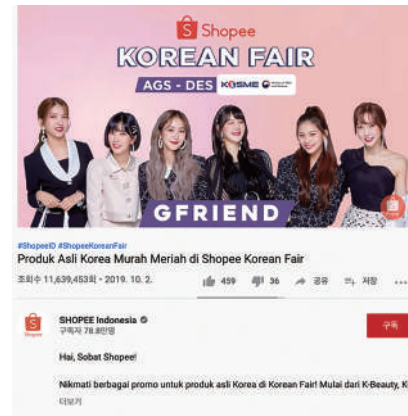 Shopee
KOREAN FAIR
AGS - DES KOSME
GFRIEND
#ShopeeID #ShopeeKoreanFair
Produk Asli Korea Murah Meriah di Shopee Korean Fair
조회수 11,639,453회 • 2019. 10. 2.
459 36 공유 저장
SHOPEE Indonesia
구독자 78.8만명
구독
Hai, Sobat Shopee!
Nikmati berbagai promo untuk produk asli Korea di Korean Fair! Mulai dari K-Beauty, K
더보기